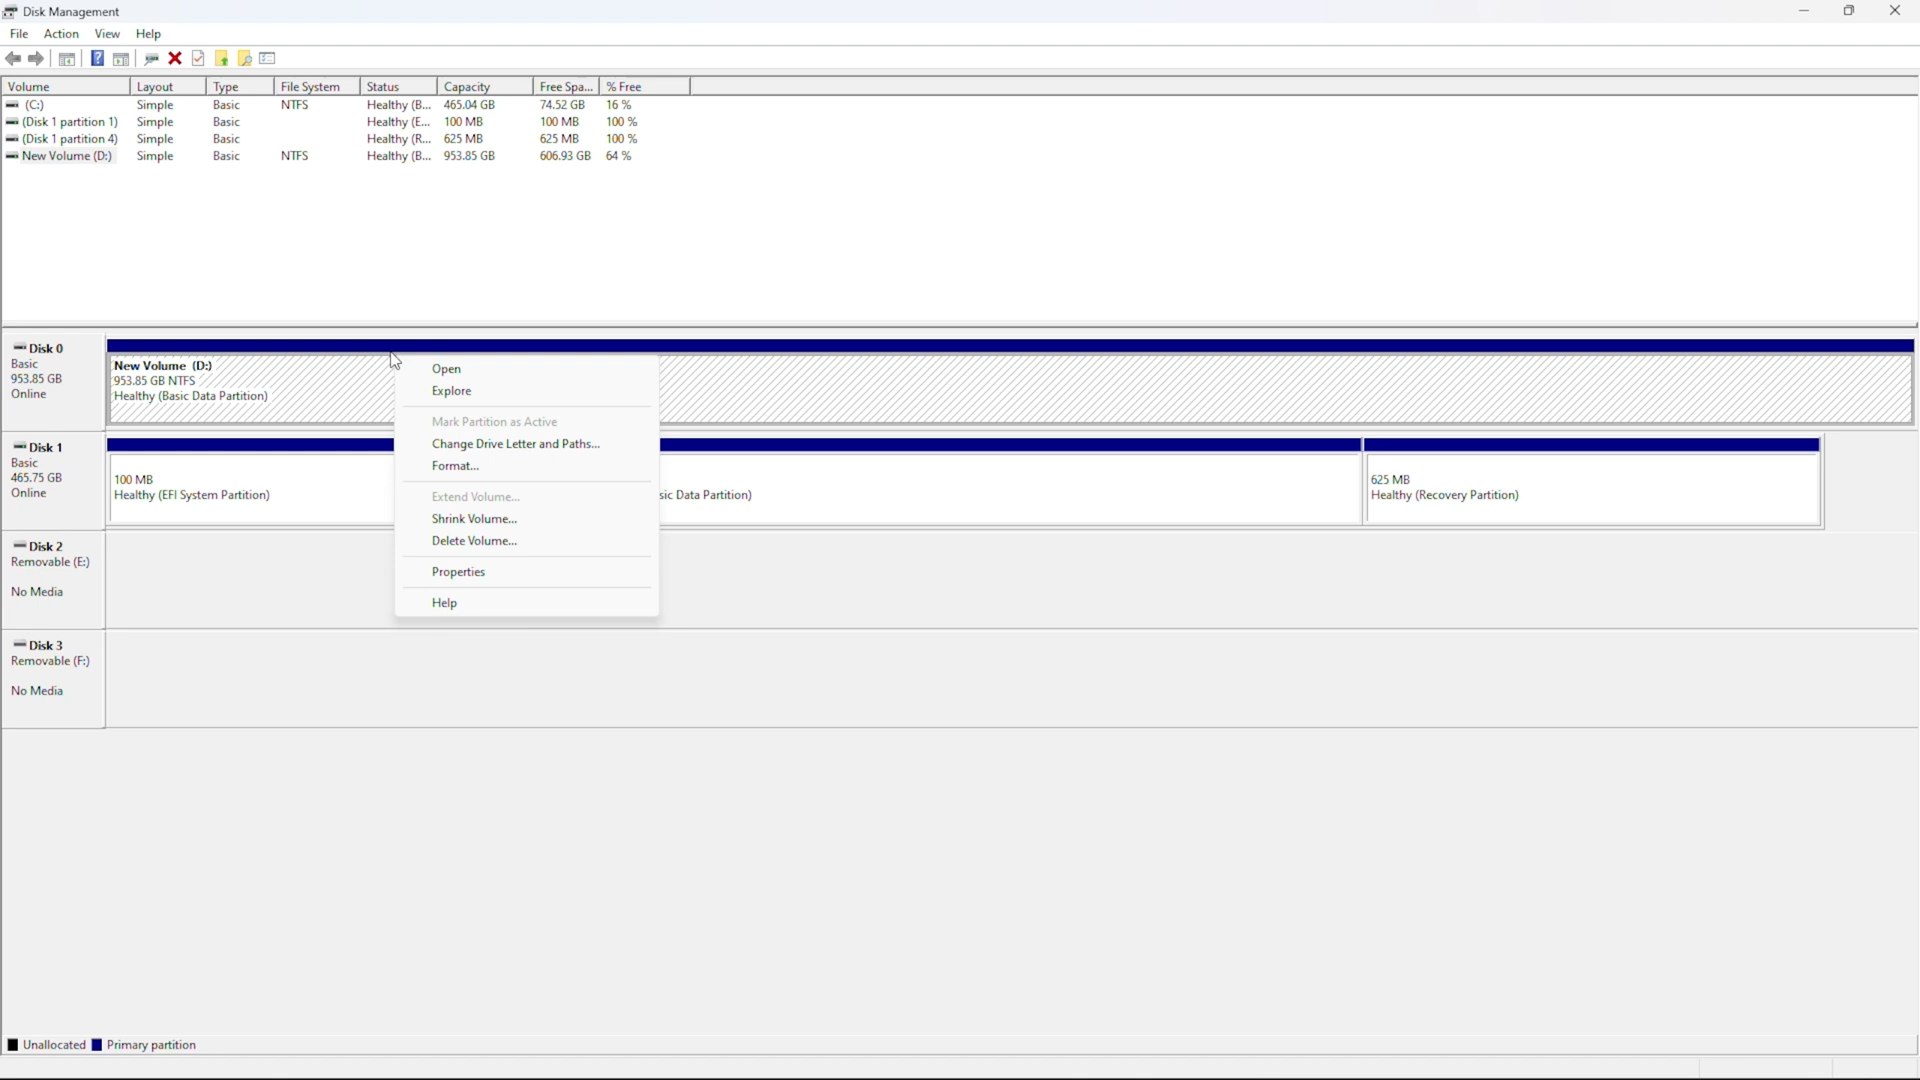 Disk Management
File Action View Help
Volume Layout Type File System Status Capacity Free Spa... % Free
(C:) Simple Basic NTFS Healthy (B... 465.04 GB 74.52 GB 16 %
(Disk 1 partition 1) Simple Basic Healthy (E... 100 MB 100 MB 100 %
(Disk 1 partition 4) Simple Basic Healthy (R... 625 MB 625 MB 100 %
New Volume (D:) Simple Basic NTFS Healthy (B... 953.85 GB 606.93 GB 64 %
Disk 0
Basic
953.85 GB
Online
New Volume (D:)
953.85 GB NTFS
Healthy (Basic Data Partition)
Open
Explore
Mark Partition as Active
Change Drive Letter and Paths...
Format...
Extend Volume...
Shrink Volume...
Delete Volume...
Properties
Help
Disk 1
Basic
465.75 GB
Online
100 MB
Healthy (EFI System Partition)
sic Data Partition)
625 MB
Healthy (Recovery Partition)
Disk 2
Removable (E:)
No Media
Disk 3
Removable (F:)
No Media
Unallocated Primary partition